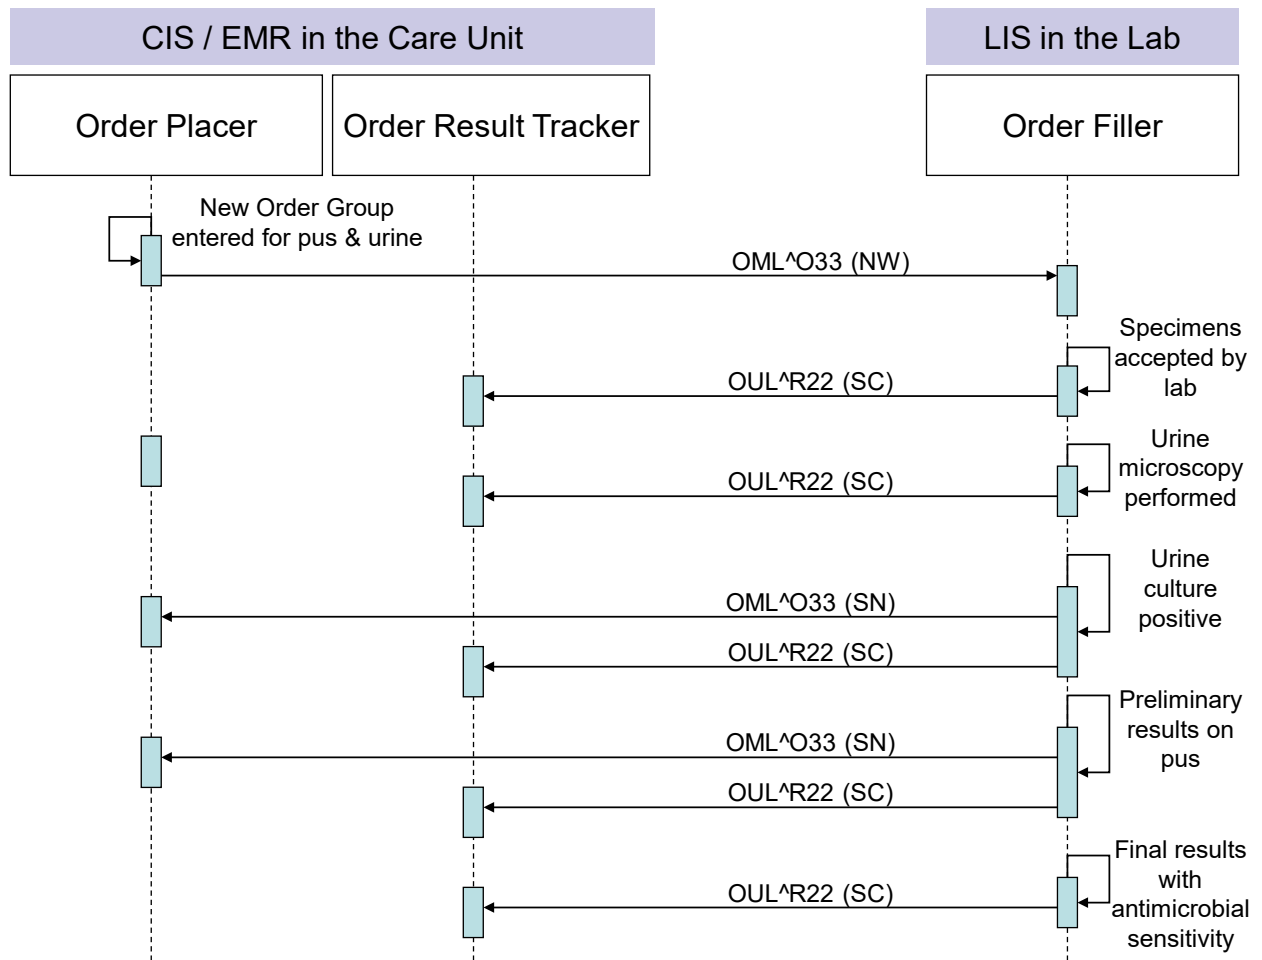 CIS / EMR in the Care Unit
LIS in the Lab
Order Placer
Order Result Tracker
Order Filler
New Order Group
entered for pus & urine
OML^O33 (NW)
Specimens
accepted by
lab
OUL^R22 (SC)
Urine
microscopy
performed
OUL^R22 (SC)
Urine
culture
positive
OML^O33 (SN)
OUL^R22 (SC)
Preliminary
results on
pus
OML^O33 (SN)
OUL^R22 (SC)
Final results
with
antimicrobial
sensitivity
OUL^R22 (SC)